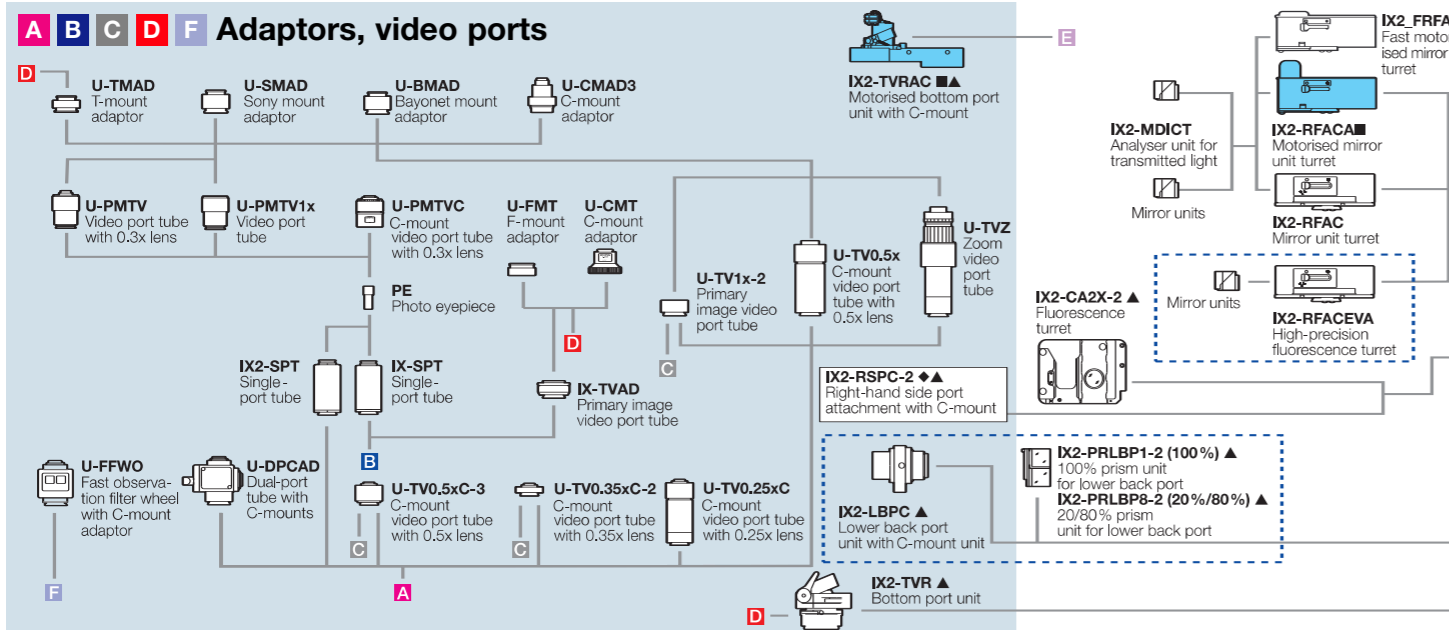 A B C D F Adaptors, video ports
D
U-TMAD
T-mount
adaptor
U-SMAD
Sony mount
adaptor
U-BMAD
Bayonet mount
adaptor
U-CMAD3
C-mount
adaptor
IX2-TVRAC ■▲
Motorised bottom port
unit with C-mount
E
IX2-MDICT
Analyser unit for
transmitted light
Mirror units
IX2_FRFA
Fast motor
ised mirror
turret
IX2-RFACA■
Motorised mirror
unit turret
IX2-RFAC
Mirror unit turret
U-PMTV
Video port tube
with 0.3x lens
U-PMTV1x
Video port
tube
U-PMTVC
C-mount
video port tube
with 0.3x lens
U-FMT
F-mount
adaptor
U-CMT
C-mount
adaptor
D
U-TV1x-2
Primary
image video
port tube
C
U-TV0.5x
C-mount
video port
tube with
0.5x lens
U-TVZ
Zoom
video
port
tube
PE
Photo eyepiece
IX2-CA2X-2 ▲
Fluorescence
turret
Mirror units
IX2-RFACEVA
High-precision
fluorescence turret
IX2-SPT
Single-
port tube
IX-SPT
Single-
port tube
IX-TVAD
Primary image
video port tube
B
IX2-RSPC-2 ◆▲
Right-hand side port
attachment with C-mount
U-FFWO
Fast observa-
tion filter wheel
with C-mount
adaptor
F
U-DPCAD
Dual-port
tube with
C-mounts
U-TV0.5xC-3
C-mount
video port tube
with 0.5x lens
C
U-TV0.35xC-2
C-mount
video port tube
with 0.35x lens
C
U-TV0.25xC
C-mount
video port tube
with 0.25x lens
A
IX2-LBPC ▲
Lower back port
unit with C-mount unit
IX2-PRLBP1-2 (100%) ▲
100% prism unit
for lower back port
IX2-PRLBP8-2 (20%/80%) ▲
20/80% prism
unit for lower back port
D
IX2-TVR ▲
Bottom port unit